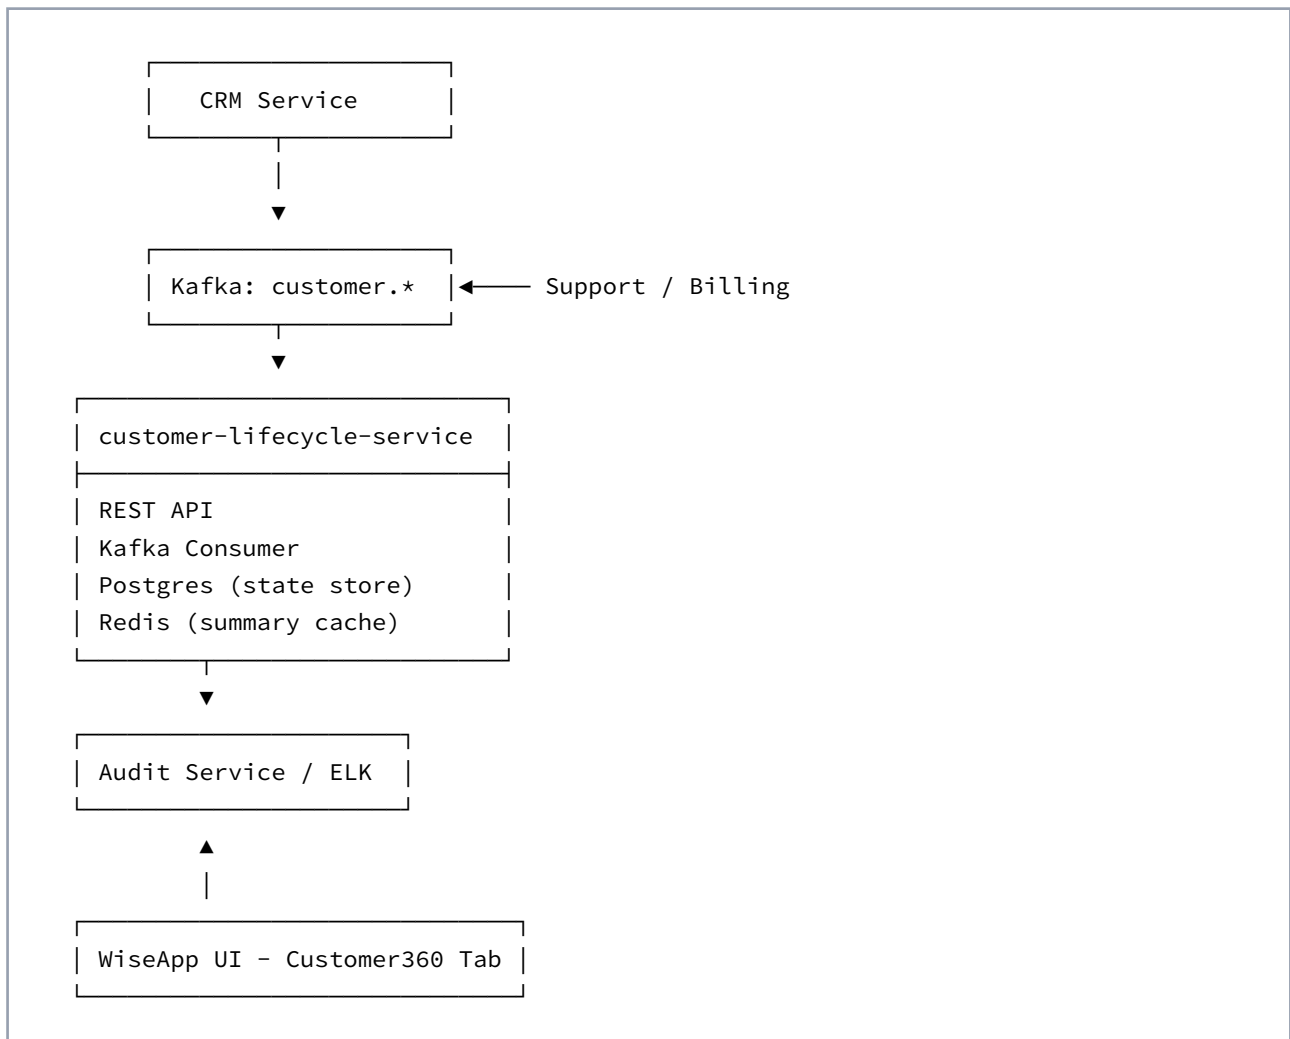 CRM Service
Kafka: customer.* Support / Billing
customer-lifecycle-service
REST API
Kafka Consumer
Postgres (state store)
Redis (summary cache)
Audit Service / ELK
WiseApp UI - Customer360 Tab